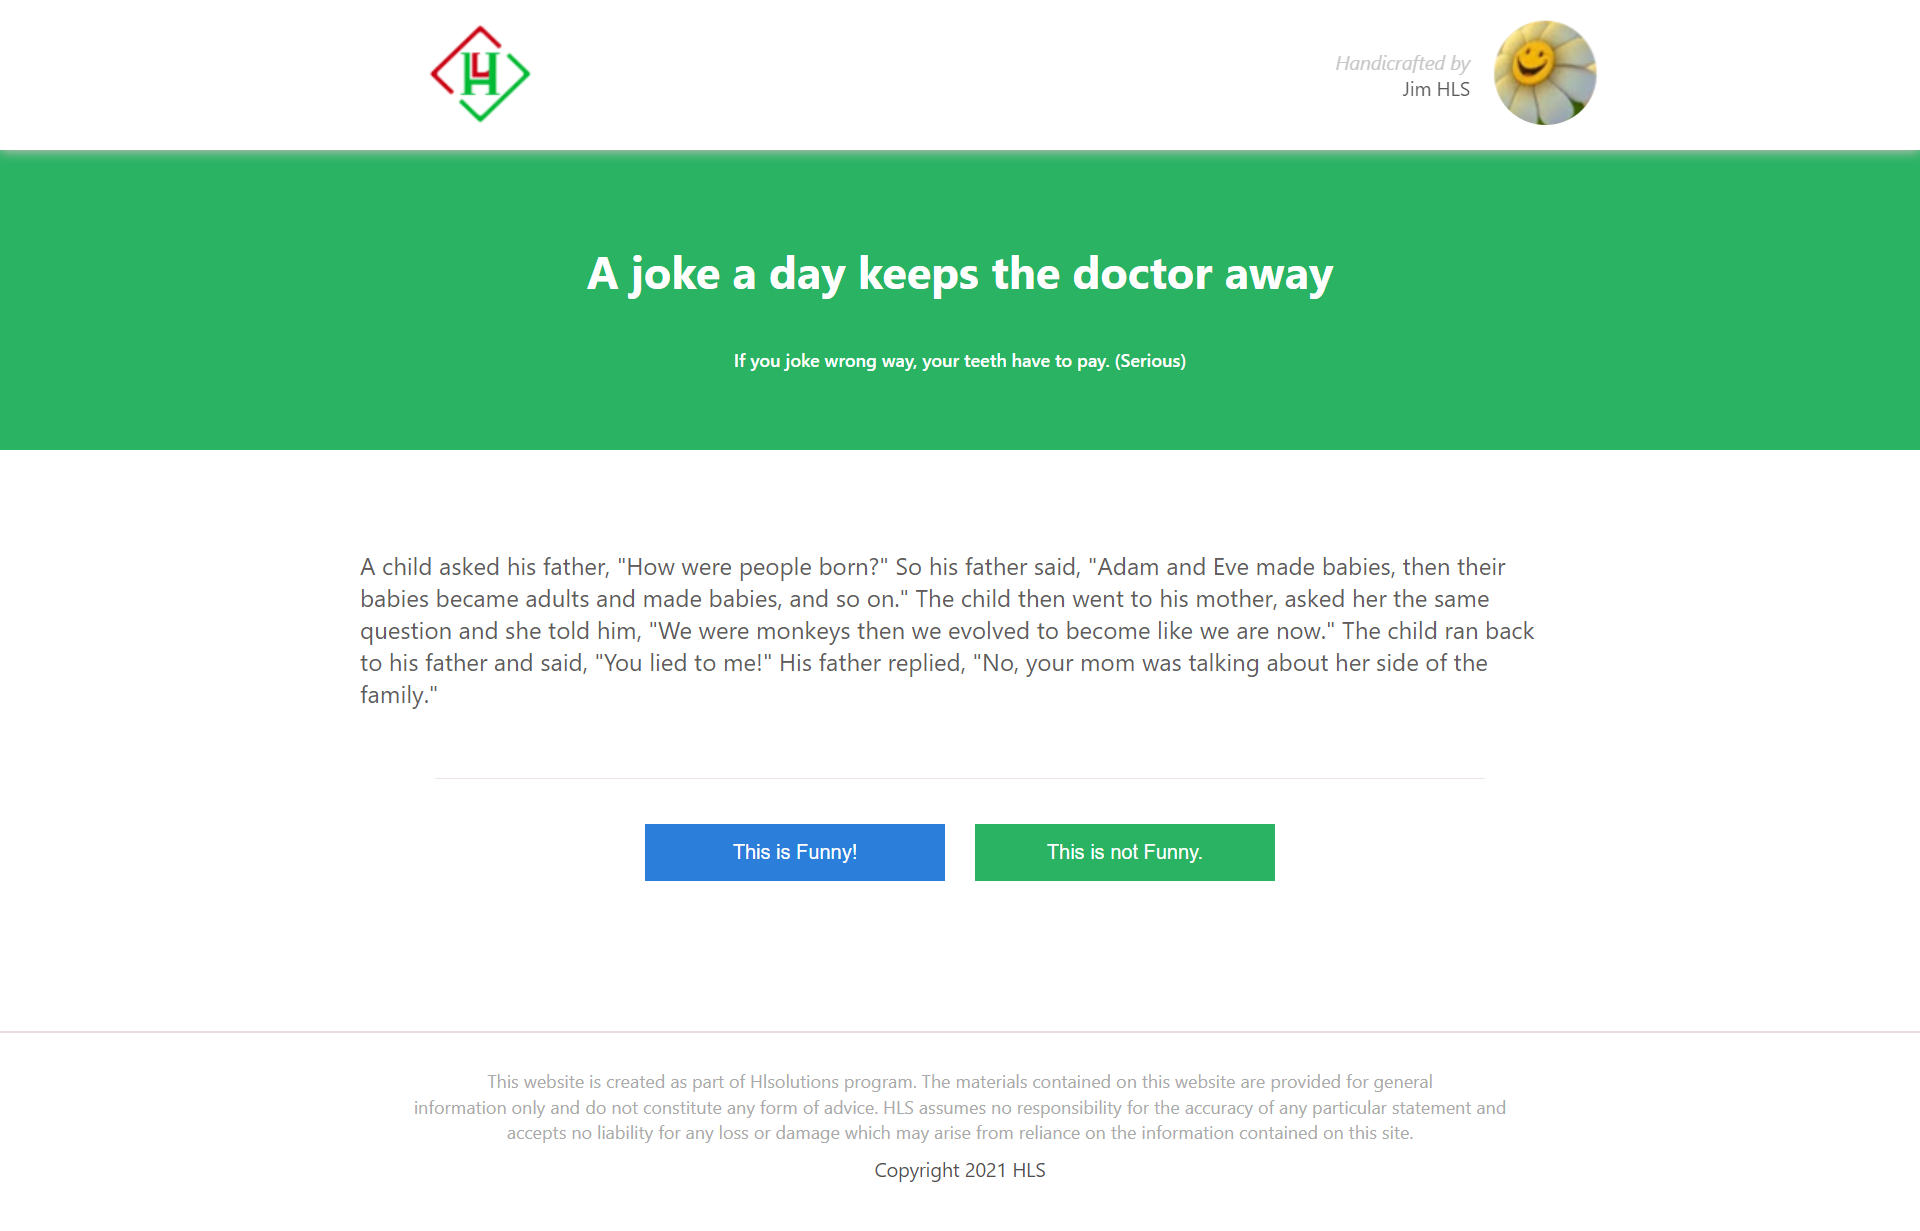 Handicrafted by
Jim HLS
A joke a day keeps the doctor away
If you joke wrong way, your teeth have to pay. (Serious)
A child asked his father, "How were people born?" So his father said, "Adam and Eve made babies, then their
babies became adults and made babies, and so on." The child then went to his mother, asked her the same
question and she told him, "We were monkeys then we evolved to become like we are now." The child ran back
to his father and said, "You lied to me!" His father replied, "No, your mom was talking about her side of the
family."
This is Funny!
This is not Funny.
This website is created as part of Hlsolutions program. The materials contained on this website are provided for general
information only and do not constitute any form of advice. HLS assumes no responsibility for the accuracy of any particular statement and
accepts no liability for any loss or damage which may arise from reliance on the information contained on this site.
Copyright 2021 HLS